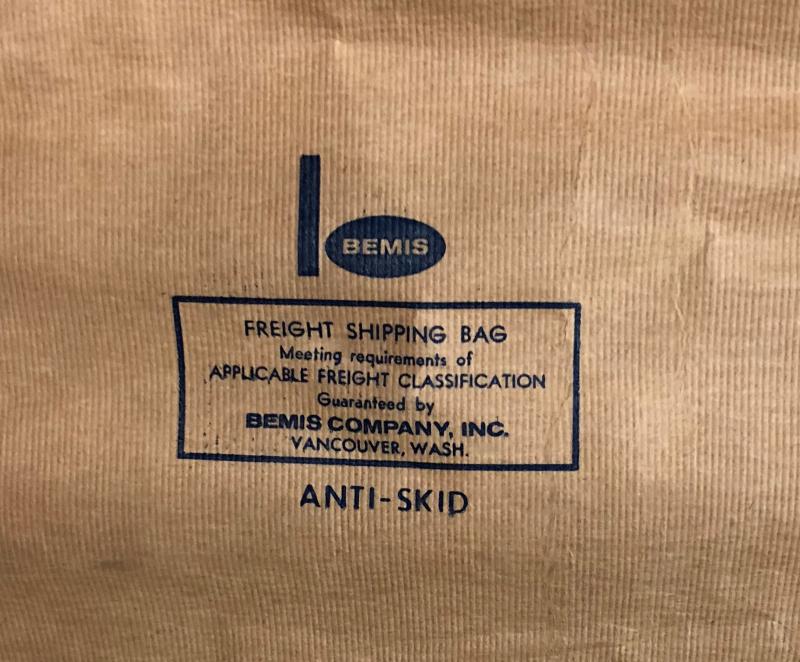 BEMIS
FREIGHT SHIPPING BAG
Meeting requirements of
APPLICABLE FREIGHT CLASSIFICATION
Guaranteed by
BEMIS COMPANY, INC.
VANCOUVER, WASH.
ANTI-SKID